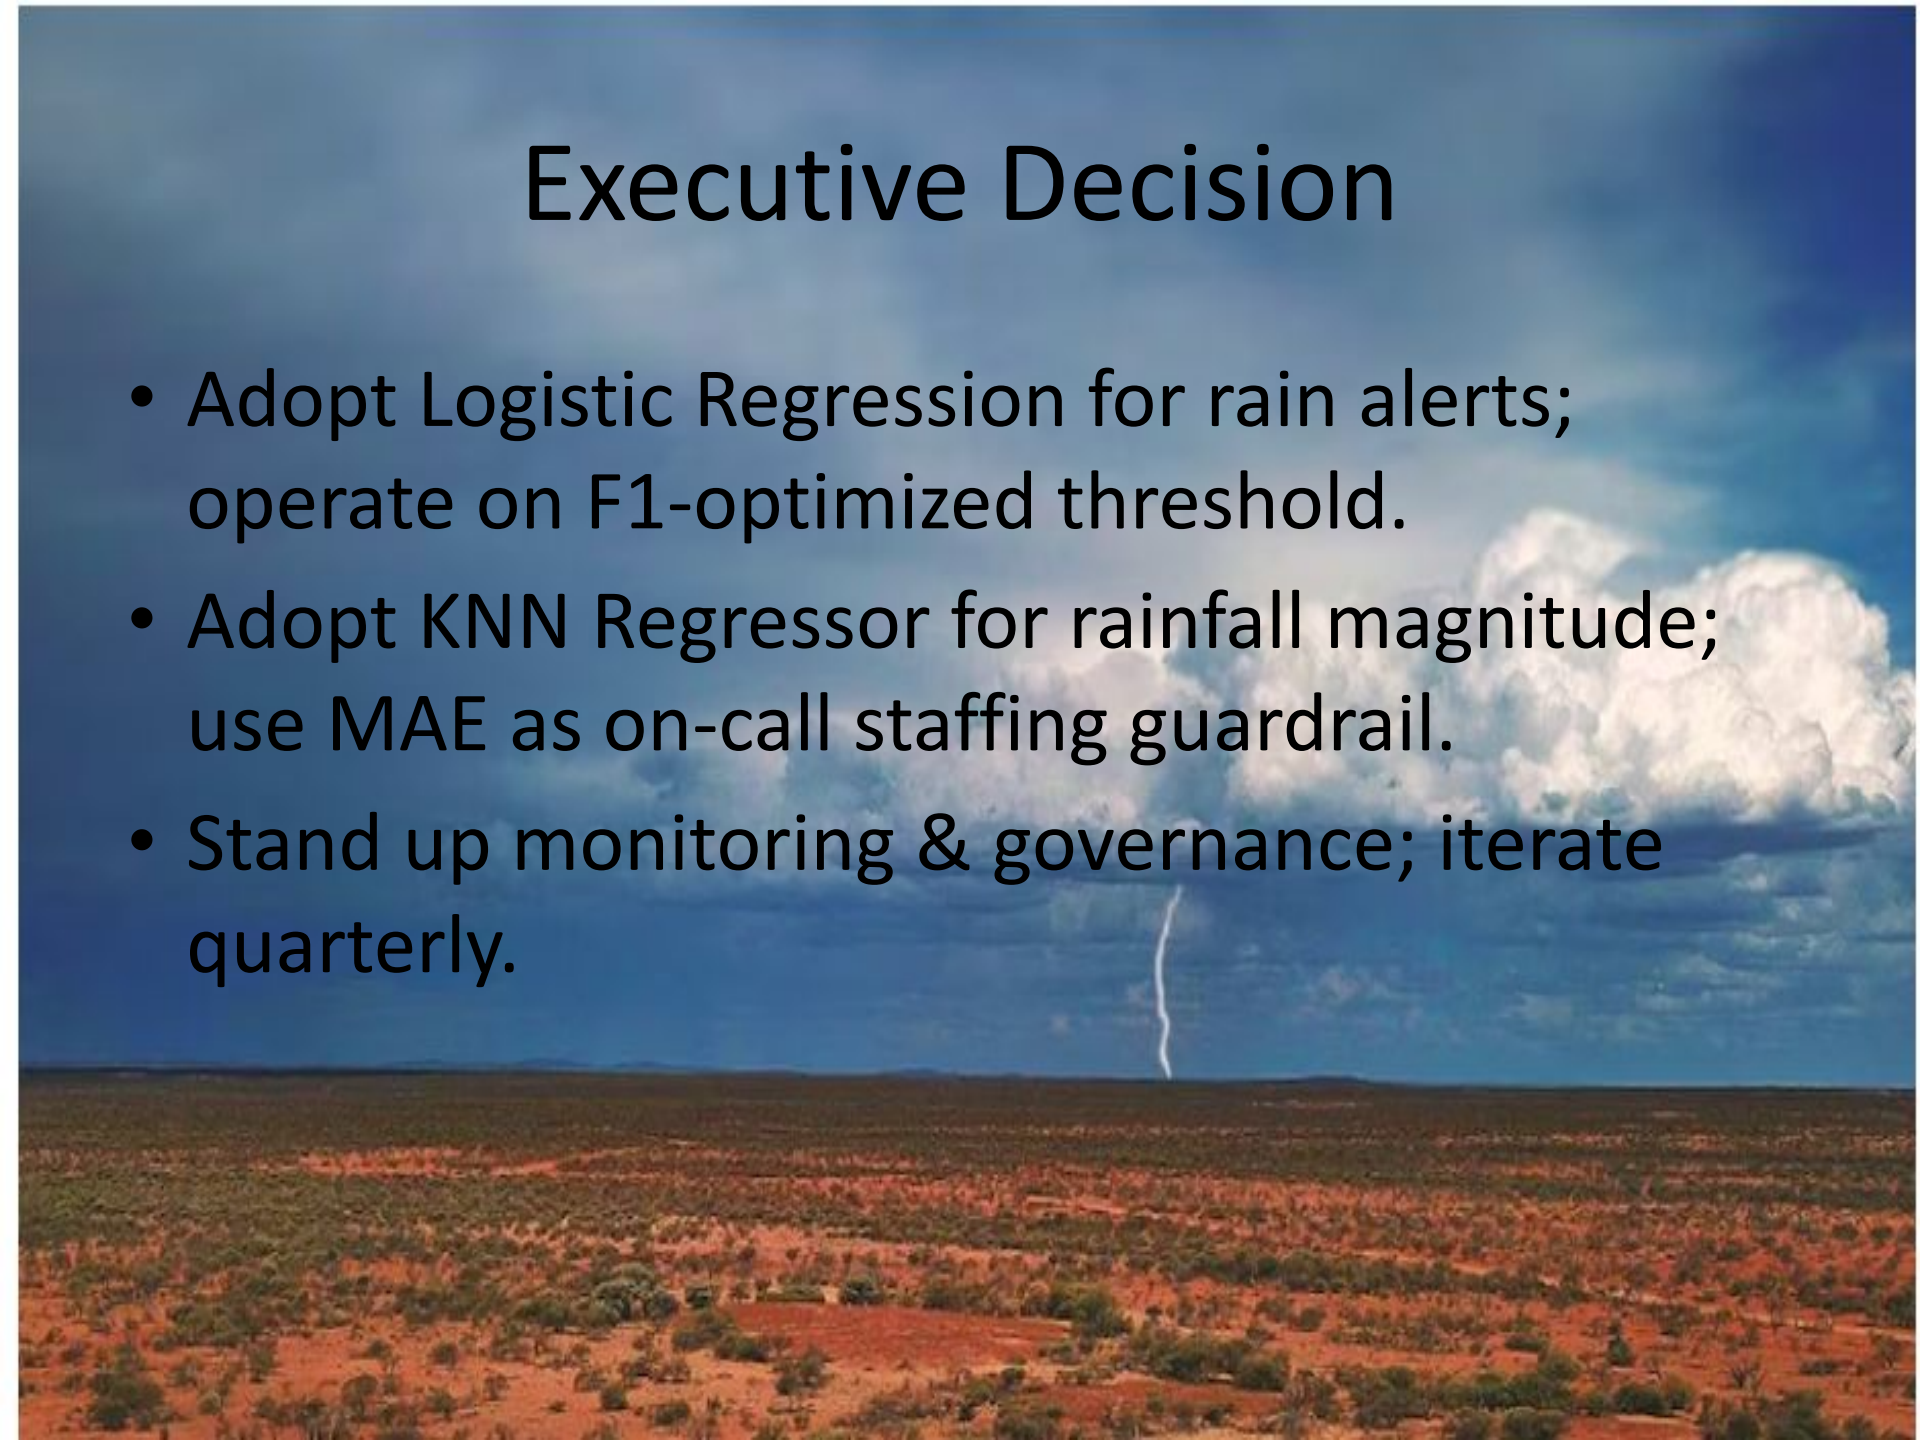 Executive Decision
• Adopt Logistic Regression for rain alerts;
operate on F1-optimized threshold.
• Adopt KNN Regressor for rainfall magnitude;
use MAE as on-call staffing guardrail.
• Stand up monitoring & governance; iterate
quarterly.